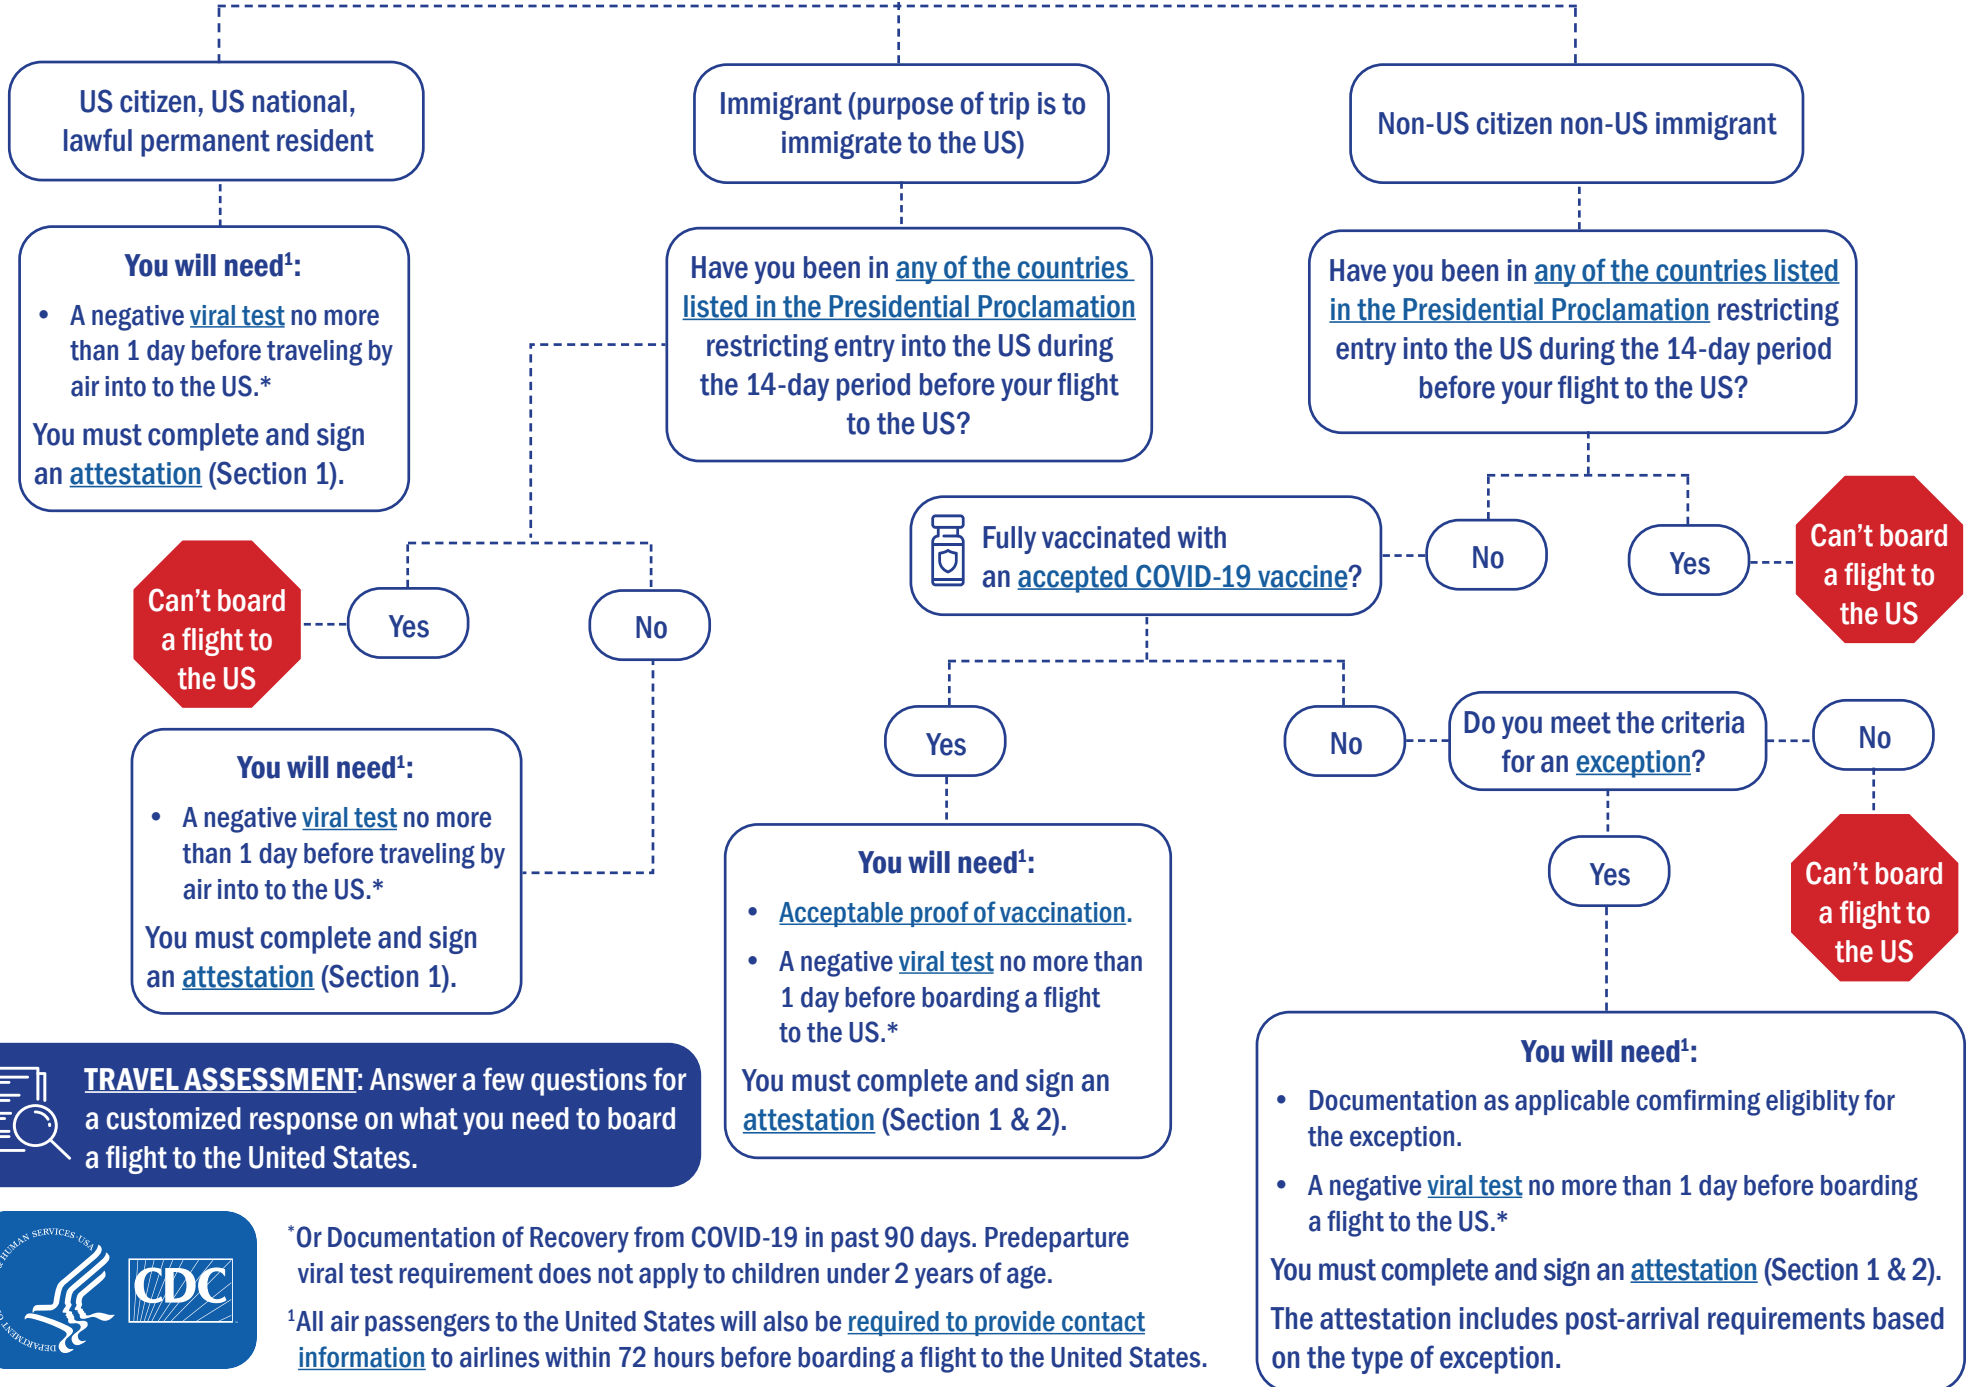 US citizen, US national,
lawful permanent resident
You will need¹:
• A negative viral test no more
than 1 day before traveling by
air into to the US.*
You must complete and sign
an attestation (Section 1).
Immigrant (purpose of trip is to
immigrate to the US)
Have you been in any of the countries
listed in the Presidential Proclamation
restricting entry into the US during
the 14-day period before your flight
to the US?
Yes
Can't board
a flight to
the US
No
You will need¹:
• A negative viral test no more
than 1 day before traveling by
air into to the US.*
You must complete and sign
an attestation (Section 1).
Non-US citizen non-US immigrant
Have you been in any of the countries listed
in the Presidential Proclamation restricting
entry into the US during the 14-day period
before your flight to the US?
Yes
Can't board
a flight to
the US
No
Fully vaccinated with
an accepted COVID-19 vaccine?
Yes
You will need¹:
• Acceptable proof of vaccination.
• A negative viral test no more than
1 day before boarding a flight
to the US.*
You must complete and sign an
attestation (Section 1 & 2).
No
Do you meet the criteria
for an exception?
No
Can't board
a flight to
the US
Yes
You will need¹:
• Documentation as applicable comfirming eligiblity for
the exception.
• A negative viral test no more than 1 day before boarding
a flight to the US.*
You must complete and sign an attestation (Section 1 & 2).
The attestation includes post-arrival requirements based
on the type of exception.
TRAVEL ASSESSMENT: Answer a few questions for
a customized response on what you need to board
a flight to the United States.
HUMAN SERVICES·USA
DEPARTMENT
CDC
*Or Documentation of Recovery from COVID-19 in past 90 days. Predeparture
viral test requirement does not apply to children under 2 years of age.
¹All air passengers to the United States will also be required to provide contact
information to airlines within 72 hours before boarding a flight to the United States.